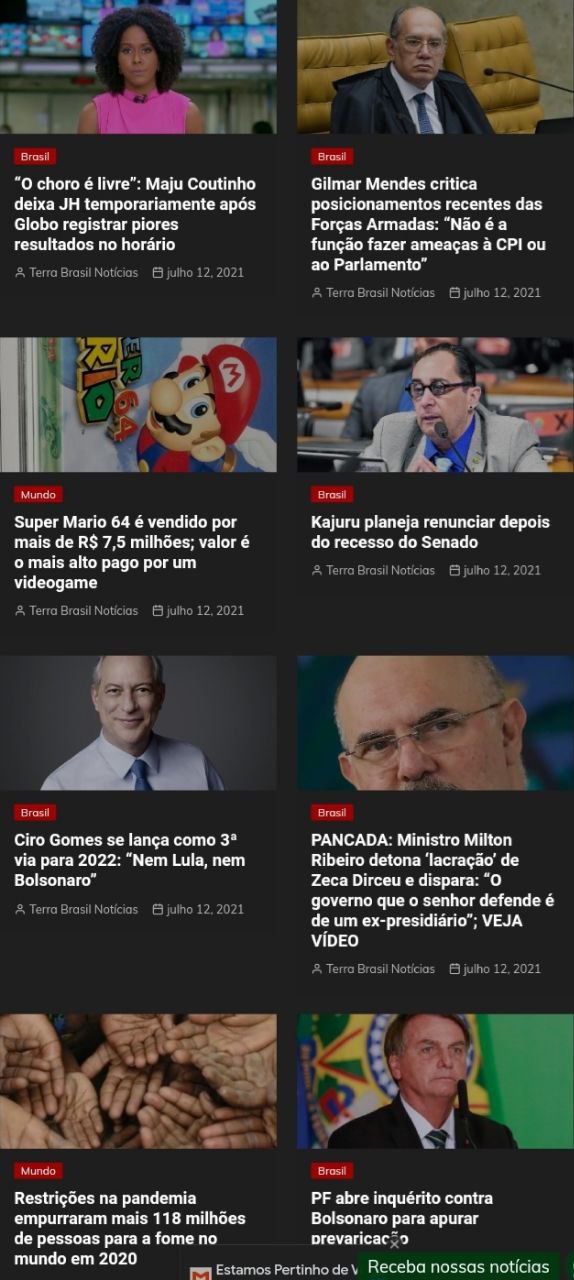 Brasil
“O choro é livre”: Maju Coutinho
deixa JH temporariamente após
Globo registrar piores
resultados no horário
Terra Brasil Notícias julho 12, 2021
Brasil
Gilmar Mendes critica
posicionamentos recentes das
Forças Armadas: “Não é a
função fazer ameaças à CPI ou
ao Parlamento”
Terra Brasil Notícias julho 12, 2021
ER 64
RIO
64
M
Mundo
Super Mario 64 é vendido por
mais de R$ 7,5 milhões; valor é
o mais alto pago por um
videogame
Terra Brasil Notícias julho 12, 2021
Brasil
Kajuru planeja renunciar depois
do recesso do Senado
Terra Brasil Notícias julho 12, 2021
Brasil
Ciro Gomes se lança como 3ª
via para 2022: “Nem Lula, nem
Bolsonaro”
Terra Brasil Notícias julho 12, 2021
Brasil
PANCADA: Ministro Milton
Ribeiro detona ‘lacração’ de
Zeca Dirceu e dispara: “O
governo que o senhor defende é
de um ex-presidiário”; VEJA
VÍDEO
Terra Brasil Notícias julho 12, 2021
Mundo
Restrições na pandemia
empurraram mais 118 milhões
de pessoas para a fome no
mundo em 2020
Brasil
PF abre inquérito contra
Bolsonaro para apurar
prevaricação
Estamos Pertinho de V
Receba nossas notícias